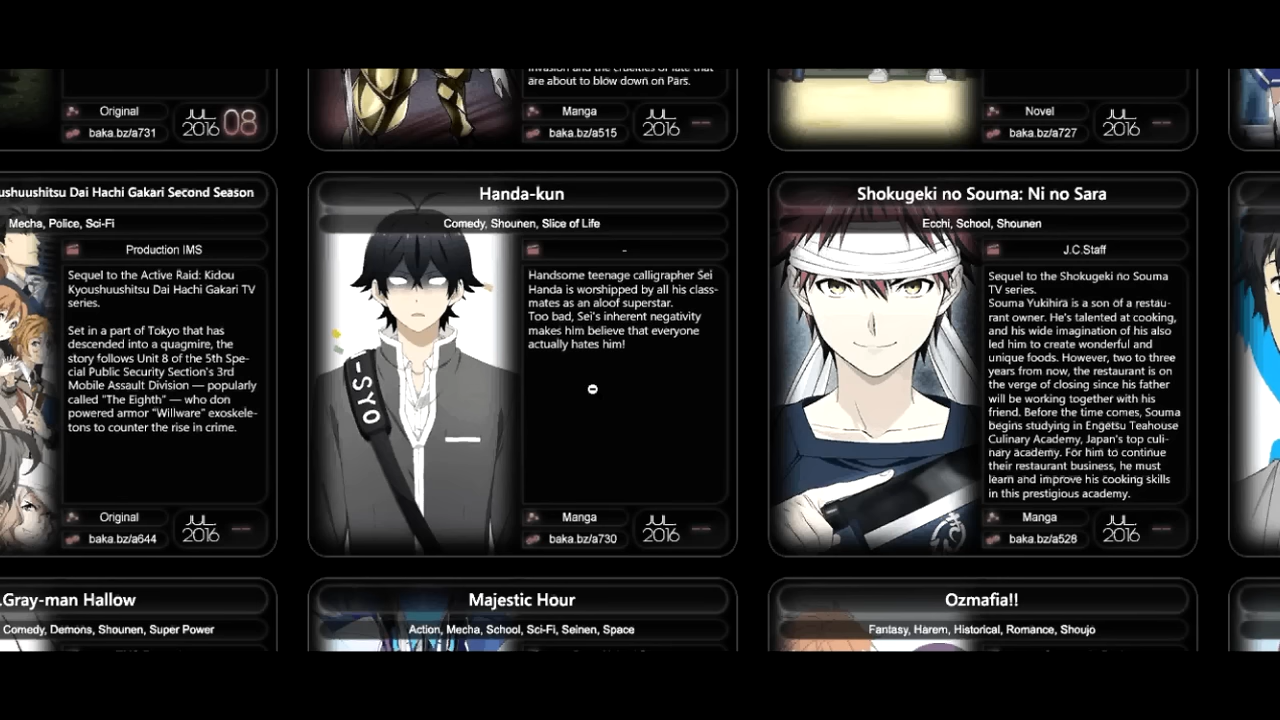 Original
baka.bz/a731
JUL
2016 08
are about to blow down on Pars.
Manga
baka.bz/a515
JUL
2016 --
Novel
baka.bz/a727
JUL
2016 --
ushuushitsu Dai Hachi Gakari Second Season
Mecha, Police, Sci-Fi
Production IMS
Sequel to the Active Raid: Kidou
Kyoushuushitsu Dai Hachi Gakari TV
series.
Set in a part of Tokyo that has
descended into a quagmire, the
story follows Unit 8 of the 5th Spe-
cial Public Security Section's 3rd
Mobile Assault Division — popularly
called "The Eighth" — who don
powered armor "Willware" exoskele-
tons to counter the rise in crime.
Original
baka.bz/a644
JUL
2016 --
Handa-kun
Comedy, Shounen, Slice of Life
-
Handsome teenage calligrapher Sei
Handa is worshipped by all his class-
mates as an aloof superstar.
Too bad, Sei's inherent negativity
makes him believe that everyone
actually hates him!
-SYO
Manga
baka.bz/a730
JUL
2016 --
Shokugeki no Souma: Ni no Sara
Ecchi, School, Shounen
J.C.Staff
Sequel to the Shokugeki no Souma
TV series.
Souma Yukihira is a son of a restau-
rant owner. He's talented at cooking,
and his wide imagination of his also
led him to create wonderful and
unique foods. However, two to three
years from now, the restaurant is on
the verge of closing since his father
will be working together with his
friend. Before the time comes, Souma
begins studying in Engetsu Teahouse
Culinary Academy, Japan's top culi-
nary academy. For him to continue
their restaurant business, he must
learn and improve his cooking skills
in this prestigious academy.
Manga
baka.bz/a528
JUL
2016 --
.Gray-man Hallow
Comedy, Demons, Shounen, Super Power
Majestic Hour
Action, Mecha, School, Sci-Fi, Seinen, Space
Ozmafia!!
Fantasy, Harem, Historical, Romance, Shoujo